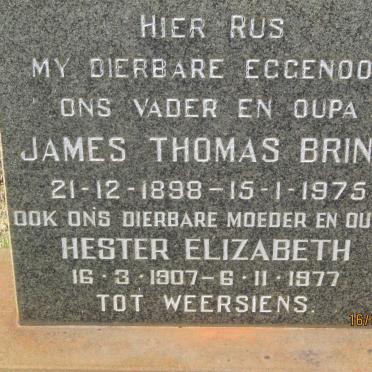 HIER RUS
MY DIERBARE EGGENOO
ONS VADER EN OUPA
JAMES THOMAS BRIN
21-12-1898-15-1-1975
OOK ONS DIERBARE MOEDER EN OU
HESTER ELIZABETH
16·3·1907-6·11·1977
TOT WEERSIENS.
16/